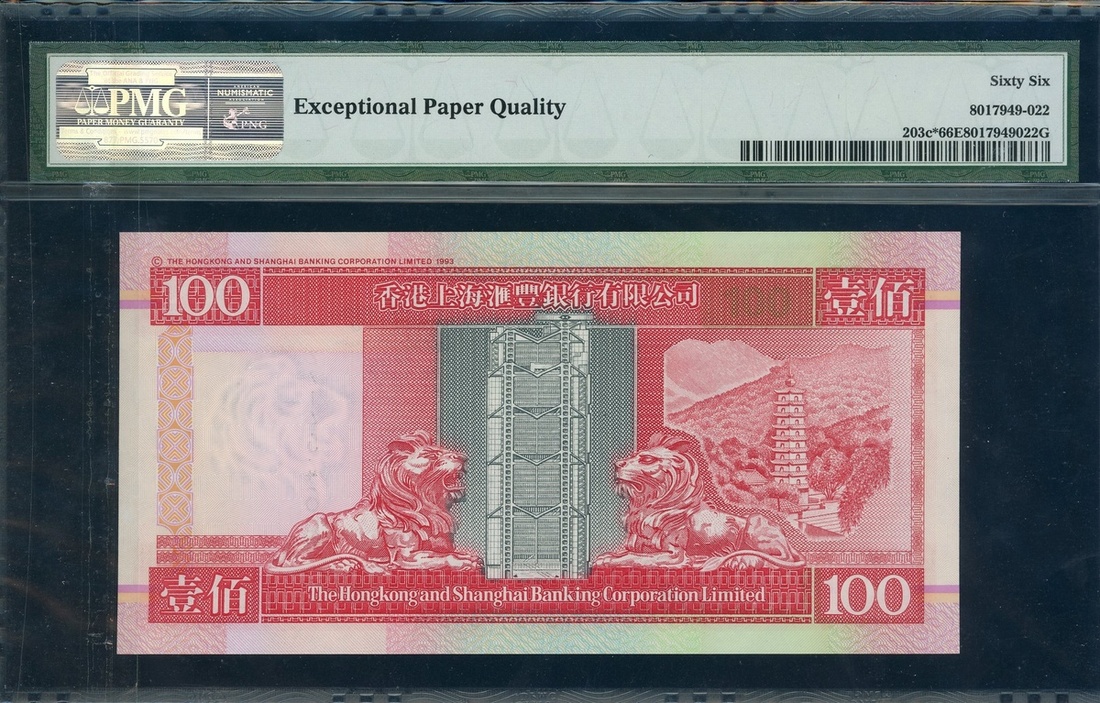 PMG
PAPER MONEY GUARANTY
NUMISMATIC
PNG
Exceptional Paper Quality
Sixty Six
8017949-022
203c*66E8017949022G
© THE HONGKONG AND SHANGHAI BANKING CORPORATION LIMITED 1993
100
香港上海滙豐銀行有限公司
100
壹佰
壹佰
The Hongkong and Shanghai Banking Corporation Limited
100